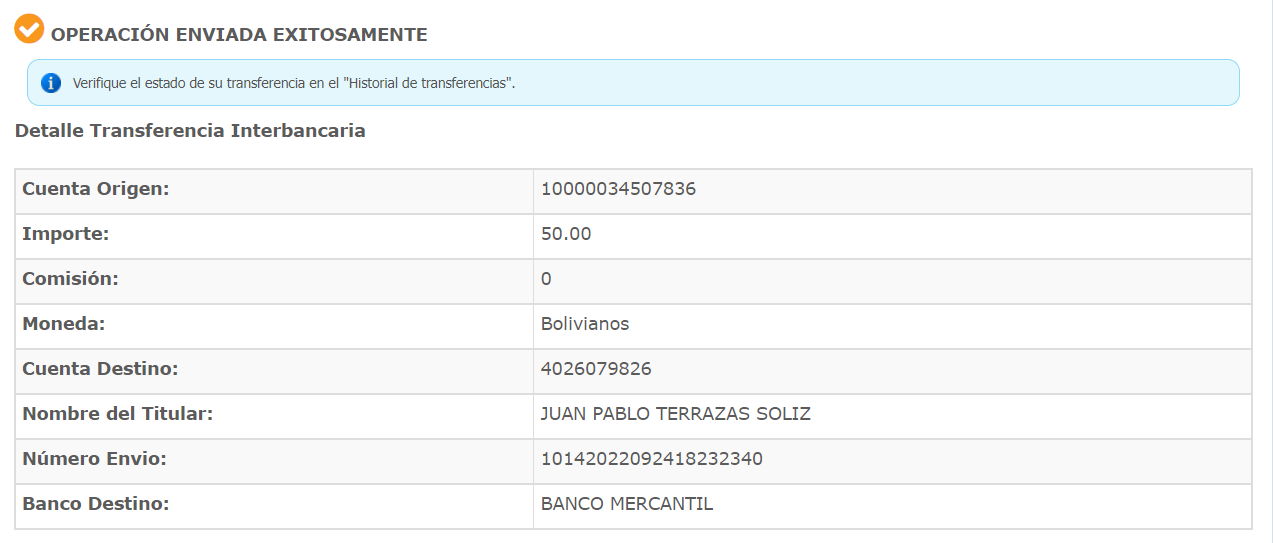 OPERACIÓN ENVIADA EXITOSAMENTE
Verifique el estado de su transferencia en el "Historial de transferencias".
Detalle Transferencia Interbancaria
Cuenta Origen: 10000034507836
Importe: 50.00
Comisión: 0
Moneda: Bolivianos
Cuenta Destino: 4026079826
Nombre del Titular: JUAN PABLO TERRAZAS SOLIZ
Número Envio: 10142022092418232340
Banco Destino: BANCO MERCANTIL